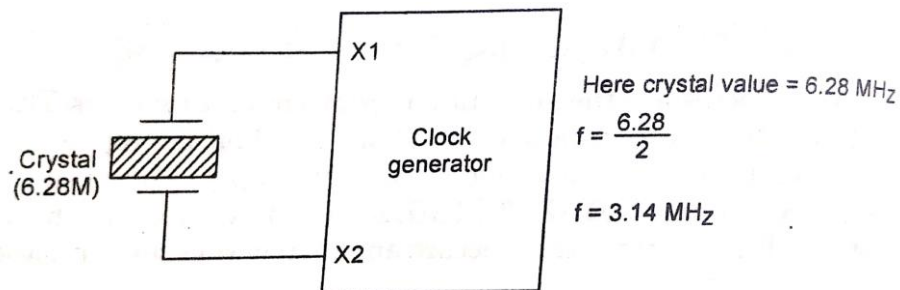 X1
Here crystal value = 6.28 MHz
Clock
generator
f = 6.28
2
Crystal
(6.28M)
f = 3.14 MHz
X2